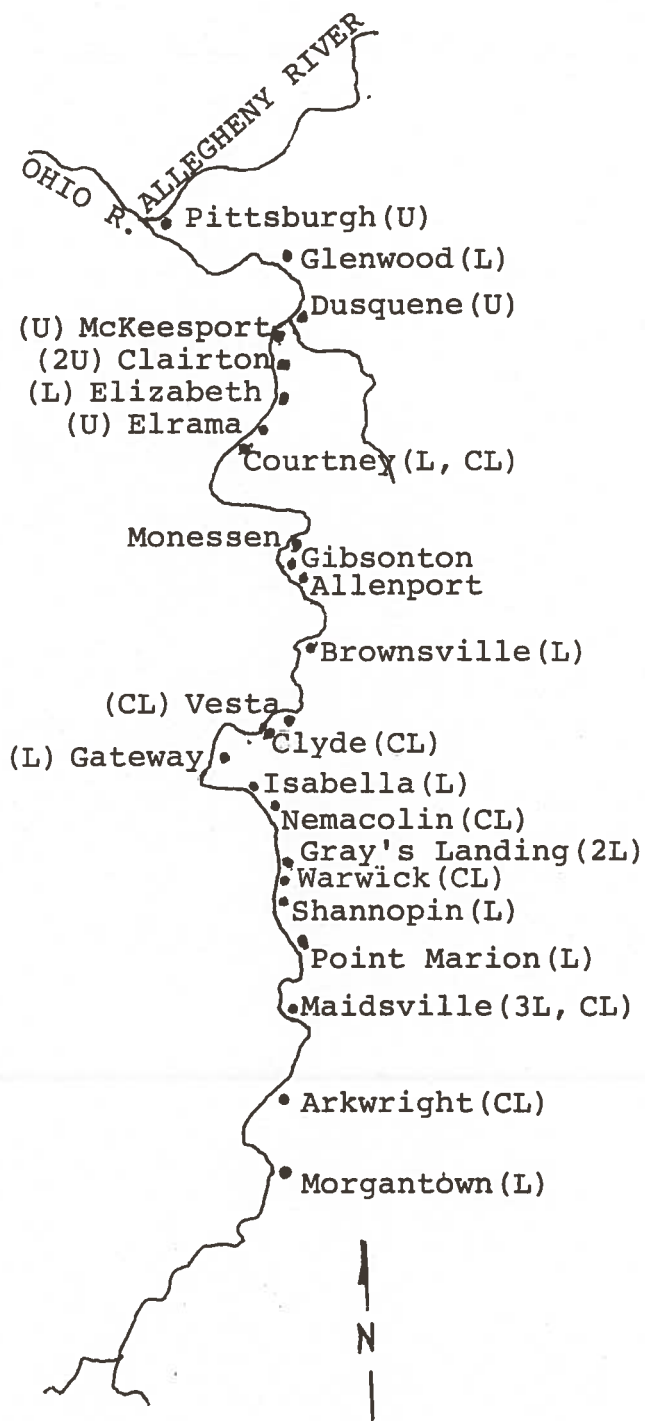 ALLEGHENY RIVER
OHIO R.
Pittsburgh (U)
Glenwood (L)
Dusquene (U)
(U) McKeesport
(2U) Clairton
(L) Elizabeth
(U) Elrama
Courtney (L, CL)
Monessen
Gibsonton
Allenport
Brownsville (L)
(CL) Vesta
Clyde (CL)
(L) Gateway
Isabella (L)
Nemacolin (CL)
Gray's Landing (2L)
Warwick (CL)
Shannopin (L)
Point Marion (L)
Maidsville (3L, CL)
Arkwright (CL)
Morgantown (L)
N